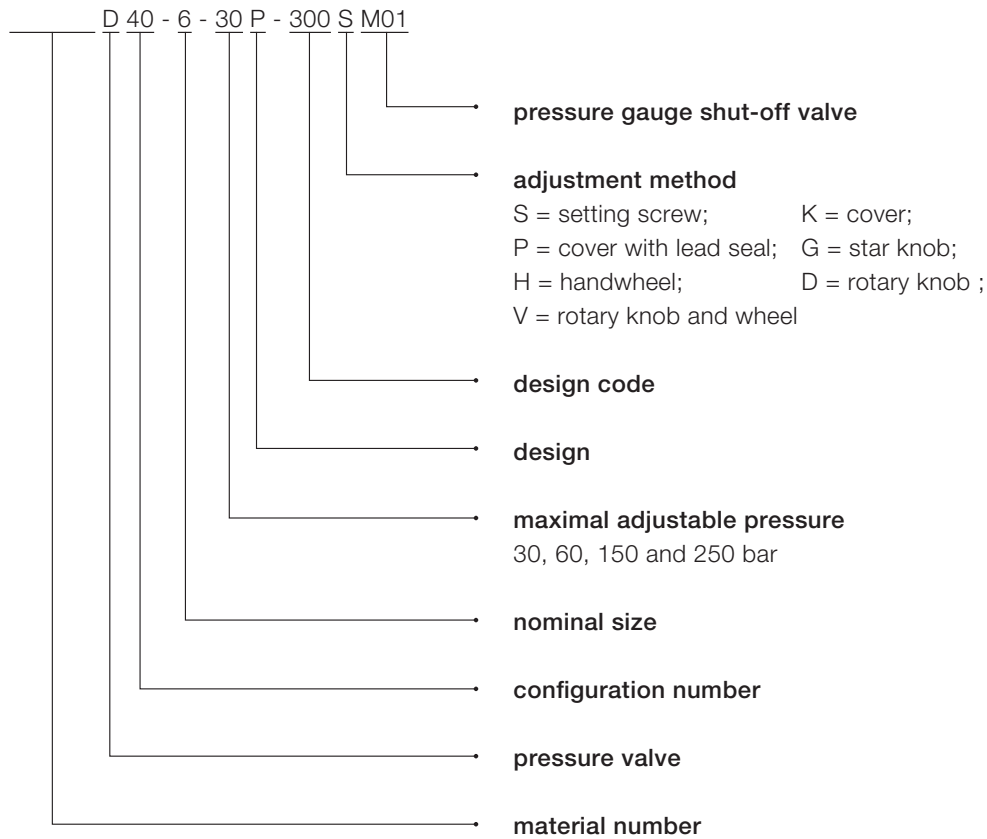 D 40 - 6 - 30 P - 300 S M01
pressure gauge shut-off valve
adjustment method
S = setting screw; K = cover;
P = cover with lead seal; G = star knob;
H = handwheel; D = rotary knob ;
V = rotary knob and wheel
design code
design
maximal adjustable pressure
30, 60, 150 and 250 bar
nominal size
configuration number
pressure valve
material number